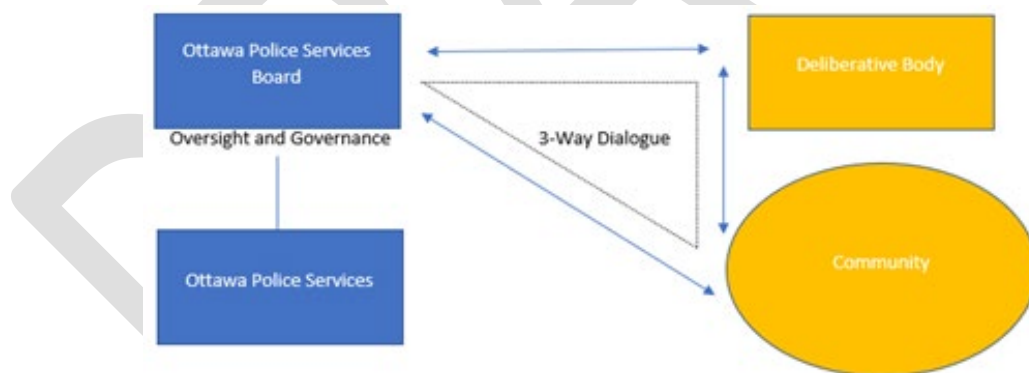 Ottawa Police Services
Board
Deliberative Body
Oversight and Governance
3-Way Dialogue
Ottawa Police Services
Community